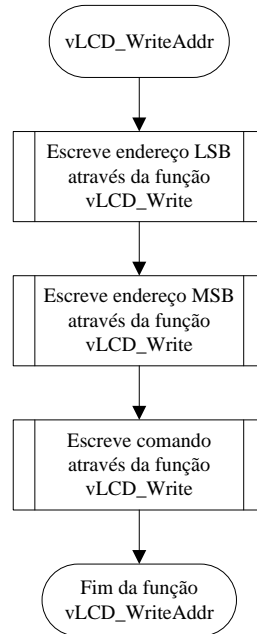 vLCD_WriteAddr
Escreve endereço LSB
através da função
vLCD_Write
Escreve endereço MSB
através da função
vLCD_Write
Escreve comando
através da função
vLCD_Write
Fim da função
vLCD_WriteAddr